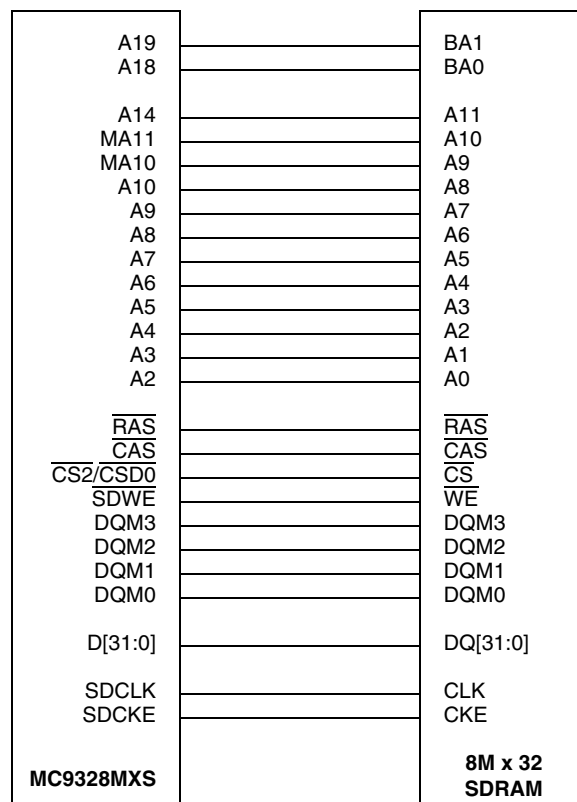 A19 BA1
A18 BA0
A14 A11
MA11 A10
MA10 A9
A10 A8
A9 A7
A8 A6
A7 A5
A6 A4
A5 A3
A4 A2
A3 A1
A2 A0
RAS RAS
CAS CAS
CS2/CSD0 CS
SDWE WE
DQM3 DQM3
DQM2 DQM2
DQM1 DQM1
DQM0 DQM0
D[31:0] DQ[31:0]
SDCLK CLK
SDCKE CKE
MC9328MXS
8M x 32
SDRAM